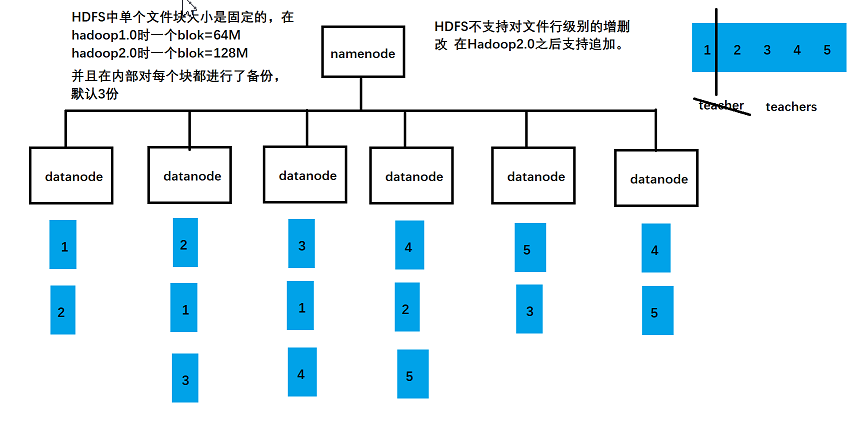 HDFS中单个文件块大小是固定的，在
hadoop1.0时一个blok=64M
hadoop2.0时一个blok=128M
并且在内部对每个块都进行了备份，
默认3份
namenode
HDFS不支持对文件行级别的增删
改 在Hadoop2.0之后支持追加。
1 2 3 4 5
teacher teachers
datanode datanode datanode datanode datanode datanode
1 2 3 4 5 4
2 1 1 2 3 5
3 4 5